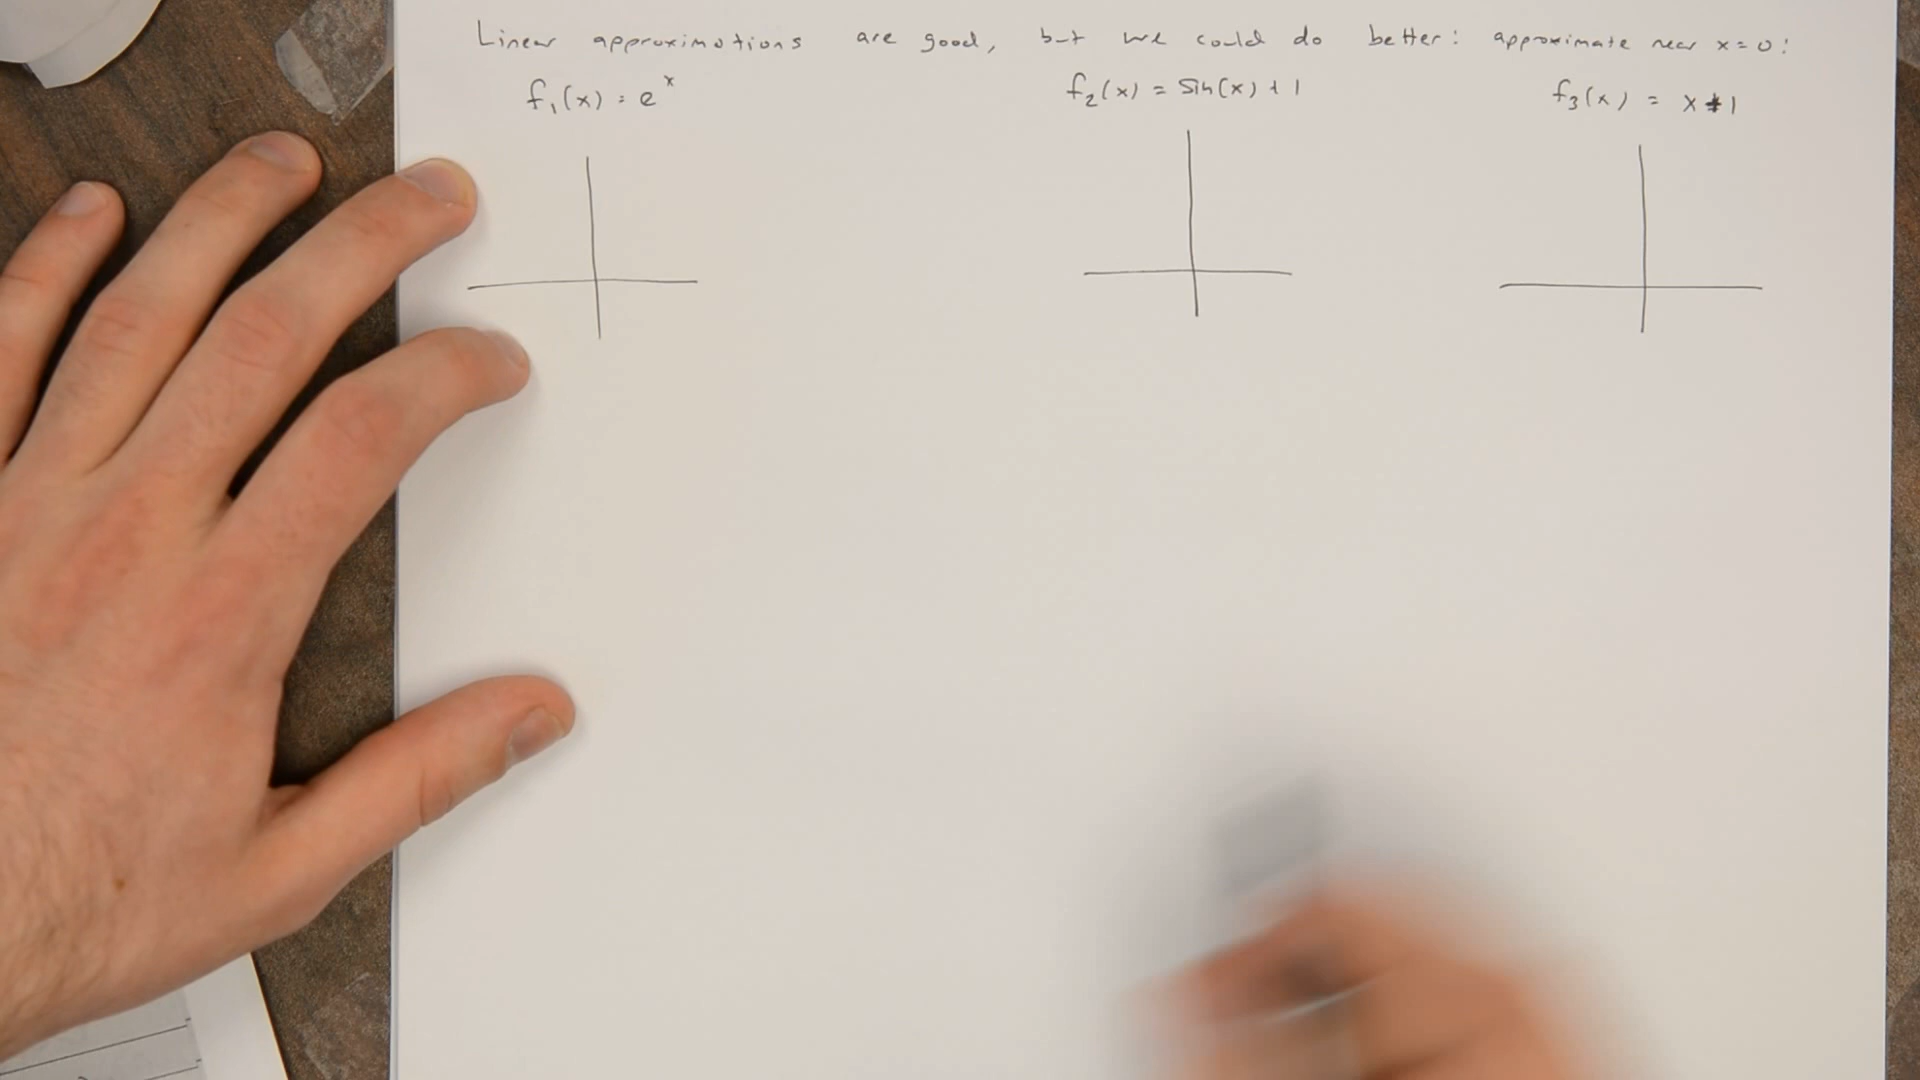 Linear approximations are good, but we could do better: approximate near x=0:
f₁(x) = eˣ
f₂(x) = sin(x) + 1
f₃(x) = x + 1